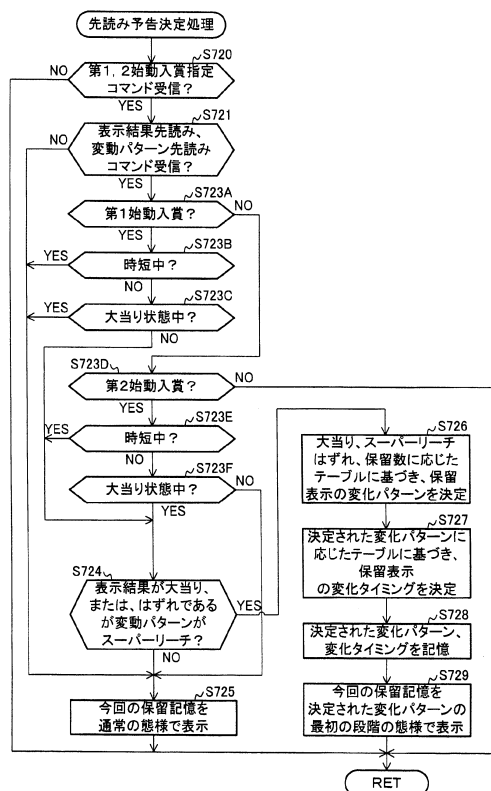 先読み予告決定処理
S720
NO
第1，2始動入賞指定
コマンド受信？
YES
S721
NO
表示結果先読み、
変動パターン先読み
コマンド受信？
YES
S723A
第1始動入賞？
NO
YES
S723B
YES
時短中？
NO
S723C
YES
大当り状態中？
NO
S723D
第2始動入賞？
NO
YES
S723E
YES
時短中？
NO
S723F
大当り状態中？
NO
YES
S724
表示結果が大当り、
または、はずれである
が変動パターンが
スーパーリーチ？
YES
NO
S725
今回の保留記憶を
通常の態様で表示
S726
大当り、スーパーリーチ
はずれ、保留数に応じた
テーブルに基づき、保留
表示の変化パターンを決定
S727
決定された変化パターンに
応じたテーブルに基づき、
保留表示
の変化タイミングを決定
S728
決定された変化パターン、
変化タイミングを記憶
S729
今回の保留記憶を
決定された変化パターンの
最初の段階の態様で表示
RET